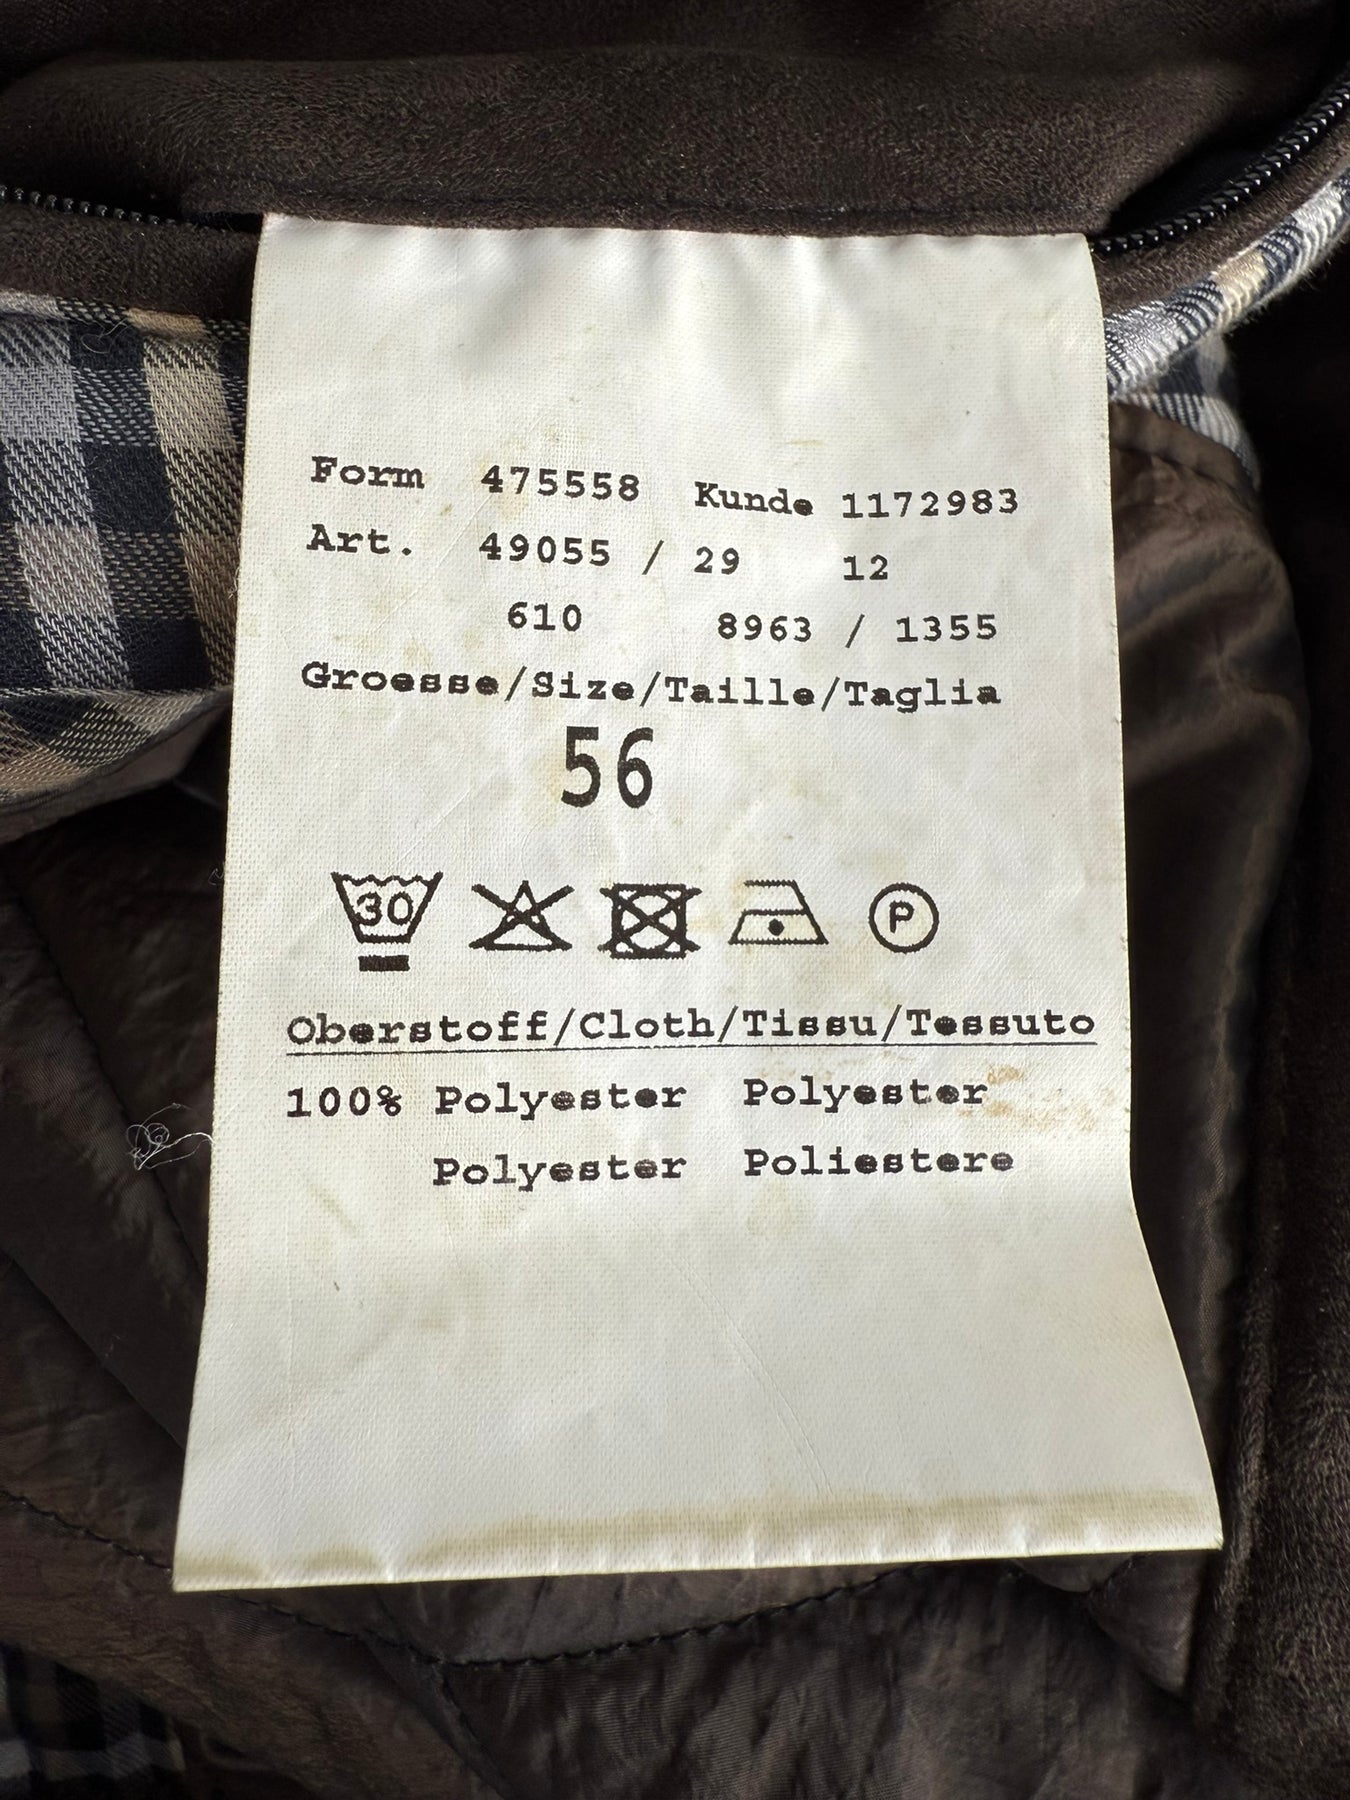 Form 475558 Kunde 1172983
Art. 49055 / 29 12
610 8963 / 1355
Groesse/Size/Taille/Taglia
56
30 P
Oberstoff/Cloth/Tissu/Tessuto
100% Polyester Polyester
Polyester Poliestere